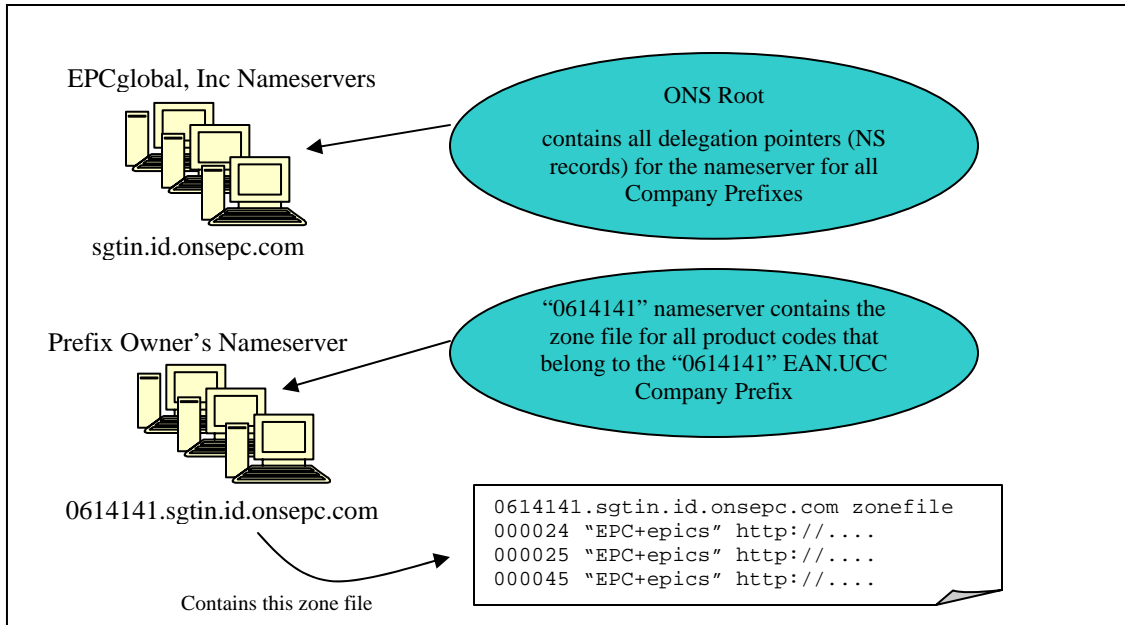 EPCglobal, Inc Nameservers
sgtin.id.onsepc.com
ONS Root
contains all delegation pointers (NS
records) for the nameserver for all
Company Prefixes
Prefix Owner’s Nameserver
0614141.sgtin.id.onsepc.com
“0614141” nameserver contains the
zone file for all product codes that
belong to the “0614141” EAN.UCC
Company Prefix
Contains this zone file
0614141.sgtin.id.onsepc.com zonefile
000024 “EPC+epics” http://....
000025 “EPC+epics” http://....
000045 “EPC+epics” http://....